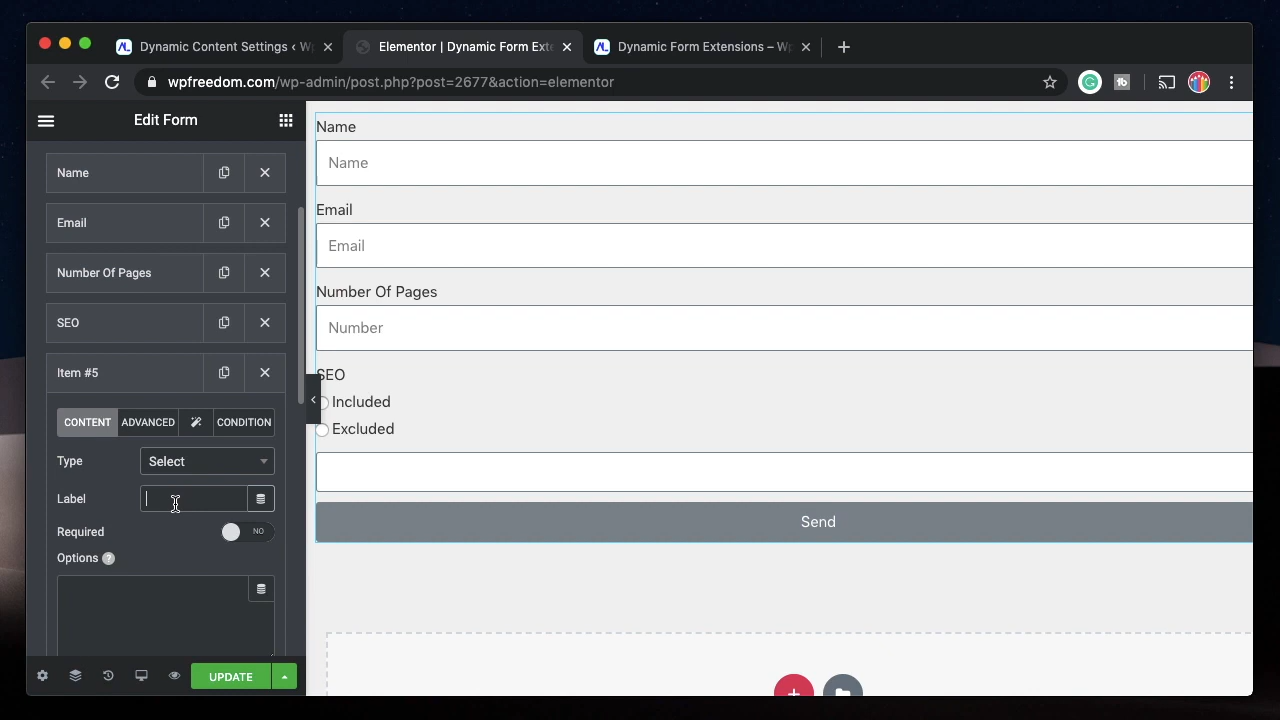 Dynamic Content Settings ‹ W
Elementor | Dynamic Form Exte
Dynamic Form Extensions – Wp
wpfreedom.com/wp-admin/post.php?post=2677&action=elementor
Edit Form
Name
Email
Number Of Pages
SEO
Item #5
CONTENT
ADVANCED
CONDITION
Type
Select
Label
Required
NO
Options
UPDATE
Name
Name
Email
Email
Number Of Pages
Number
SEO
Included
Excluded
Send